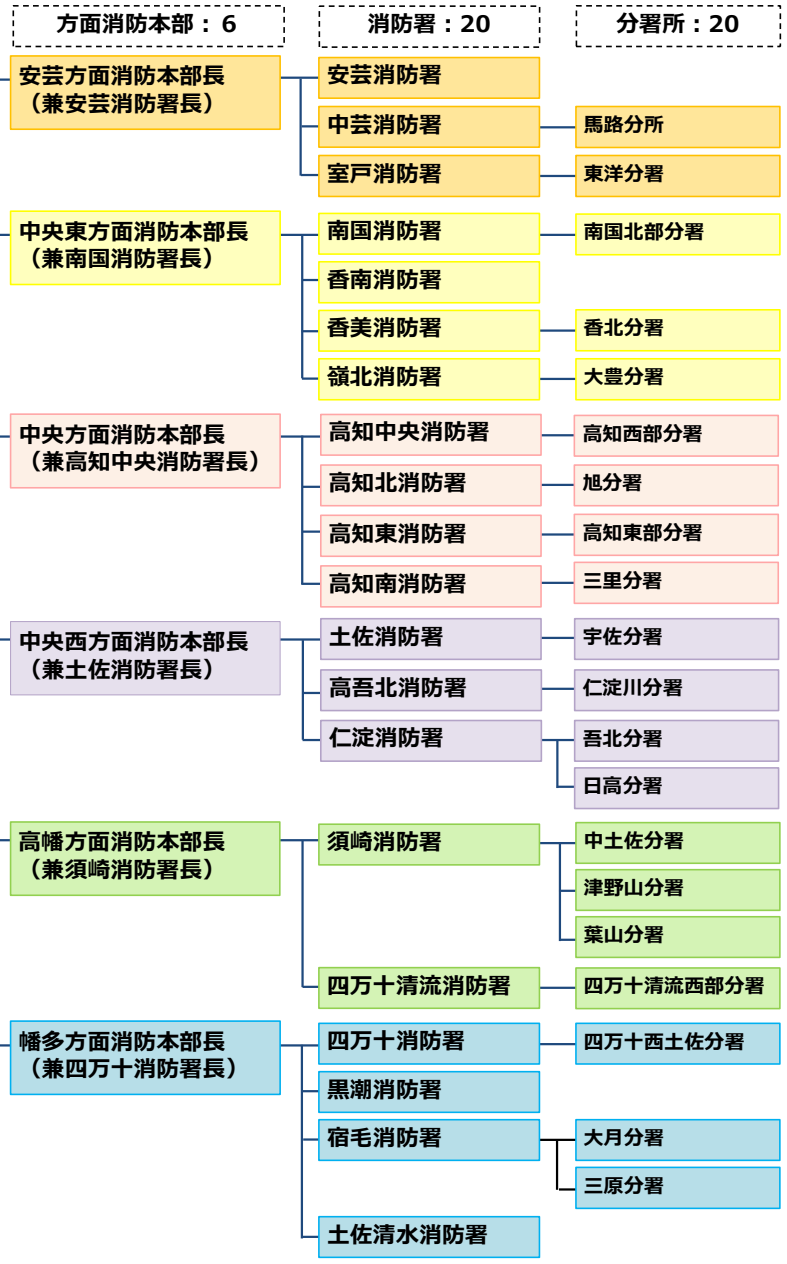 方面消防本部：6
消防署：20
分署所：20
安芸方面消防本部長
（兼安芸消防署長）
安芸消防署
中芸消防署
馬路分所
室戸消防署
東洋分署
中央東方面消防本部長
（兼南国消防署長）
南国消防署
南国北部分署
香南消防署
香美消防署
香北分署
嶺北消防署
大豊分署
中央方面消防本部長
（兼高知中央消防署長）
高知中央消防署
高知西部分署
高知北消防署
旭分署
高知東消防署
高知東部分署
高知南消防署
三里分署
中央西方面消防本部長
（兼土佐消防署長）
土佐消防署
宇佐分署
高吾北消防署
仁淀川分署
仁淀消防署
吾北分署
日高分署
高幡方面消防本部長
（兼須崎消防署長）
須崎消防署
中土佐分署
津野山分署
葉山分署
四万十清流消防署
四万十清流西部分署
幡多方面消防本部長
（兼四万十消防署長）
四万十消防署
四万十西土佐分署
黒潮消防署
宿毛消防署
大月分署
三原分署
土佐清水消防署